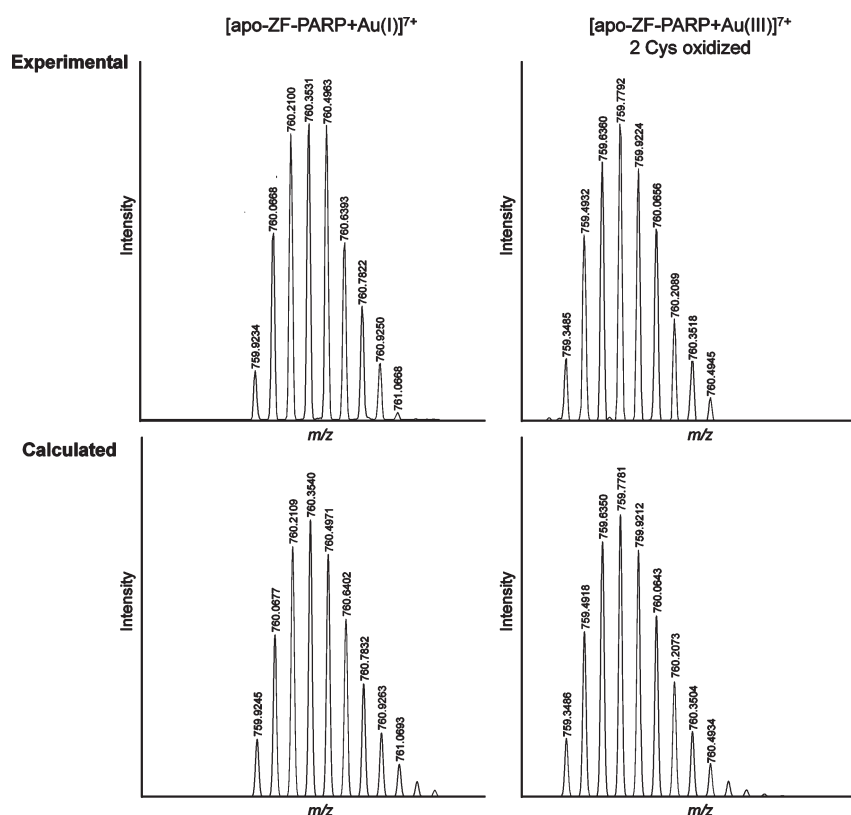 [apo-ZF-PARP+Au(I)]7+
[apo-ZF-PARP+Au(III)]7+
2 Cys oxidized
Experimental
Intensity
759.9234
760.0668
760.2100
760.3531
760.4963
760.6393
760.7822
760.9250
761.0668
m/z
Intensity
759.3485
759.4932
759.6360
759.7792
759.9224
760.0656
760.2089
760.3518
760.4945
m/z
Calculated
Intensity
759.9245
760.0677
760.2109
760.3540
760.4971
760.6402
760.7832
760.9263
761.0693
m/z
Intensity
759.3486
759.4918
759.6350
759.7781
759.9212
760.0643
760.2073
760.3504
760.4934
m/z